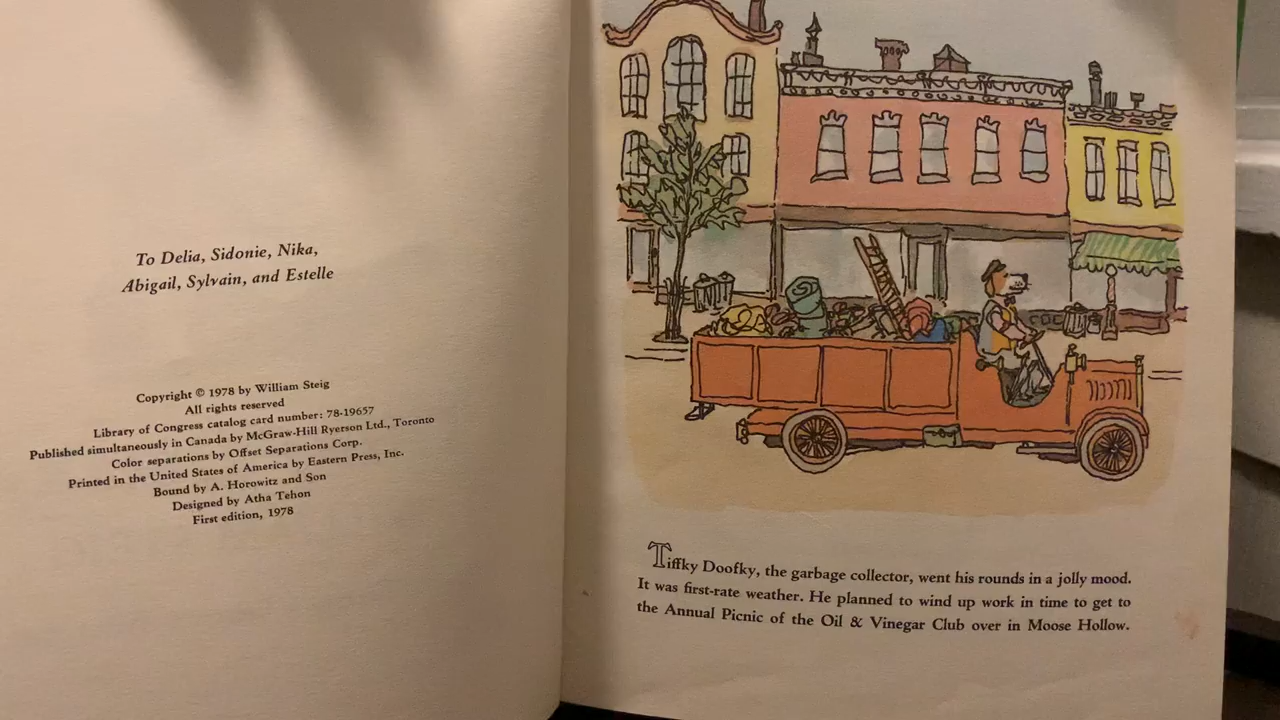 To Delia, Sidonie, Nika,
Abigail, Sylvain, and Estelle
Copyright © 1978 by William Steig
All rights reserved
Library of Congress catalog card number: 78-19657
Published simultaneously in Canada by McGraw-Hill Ryerson Ltd., Toronto
Color separations by Offset Separations Corp.
Printed in the United States of America by Eastern Press, Inc.
Bound by A. Horowitz and Son
Designed by Atha Tehon
First edition, 1978
Tiffky Doofky, the garbage collector, went his rounds in a jolly mood.
It was first-rate weather. He planned to wind up work in time to get to
the Annual Picnic of the Oil & Vinegar Club over in Moose Hollow.